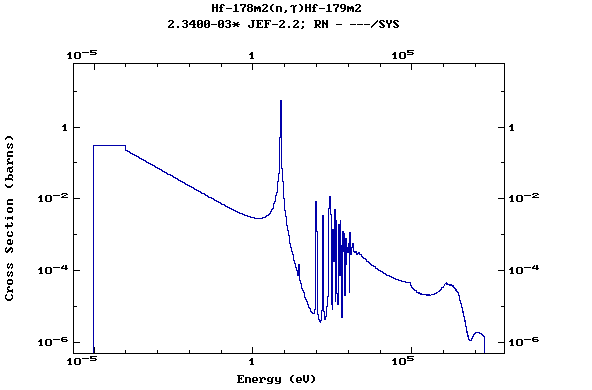 Hf-178m2(n,γ)Hf-179m2
2.3400-03* JEF-2.2; RN - ---/SYS
10⁻⁵ 1 10⁵
1 1
10⁻² 10⁻²
10⁻⁴ 10⁻⁴
10⁻⁶ 10⁻⁶
10⁻⁵ 1 10⁵
Cross Section (barns)
Energy (eV)